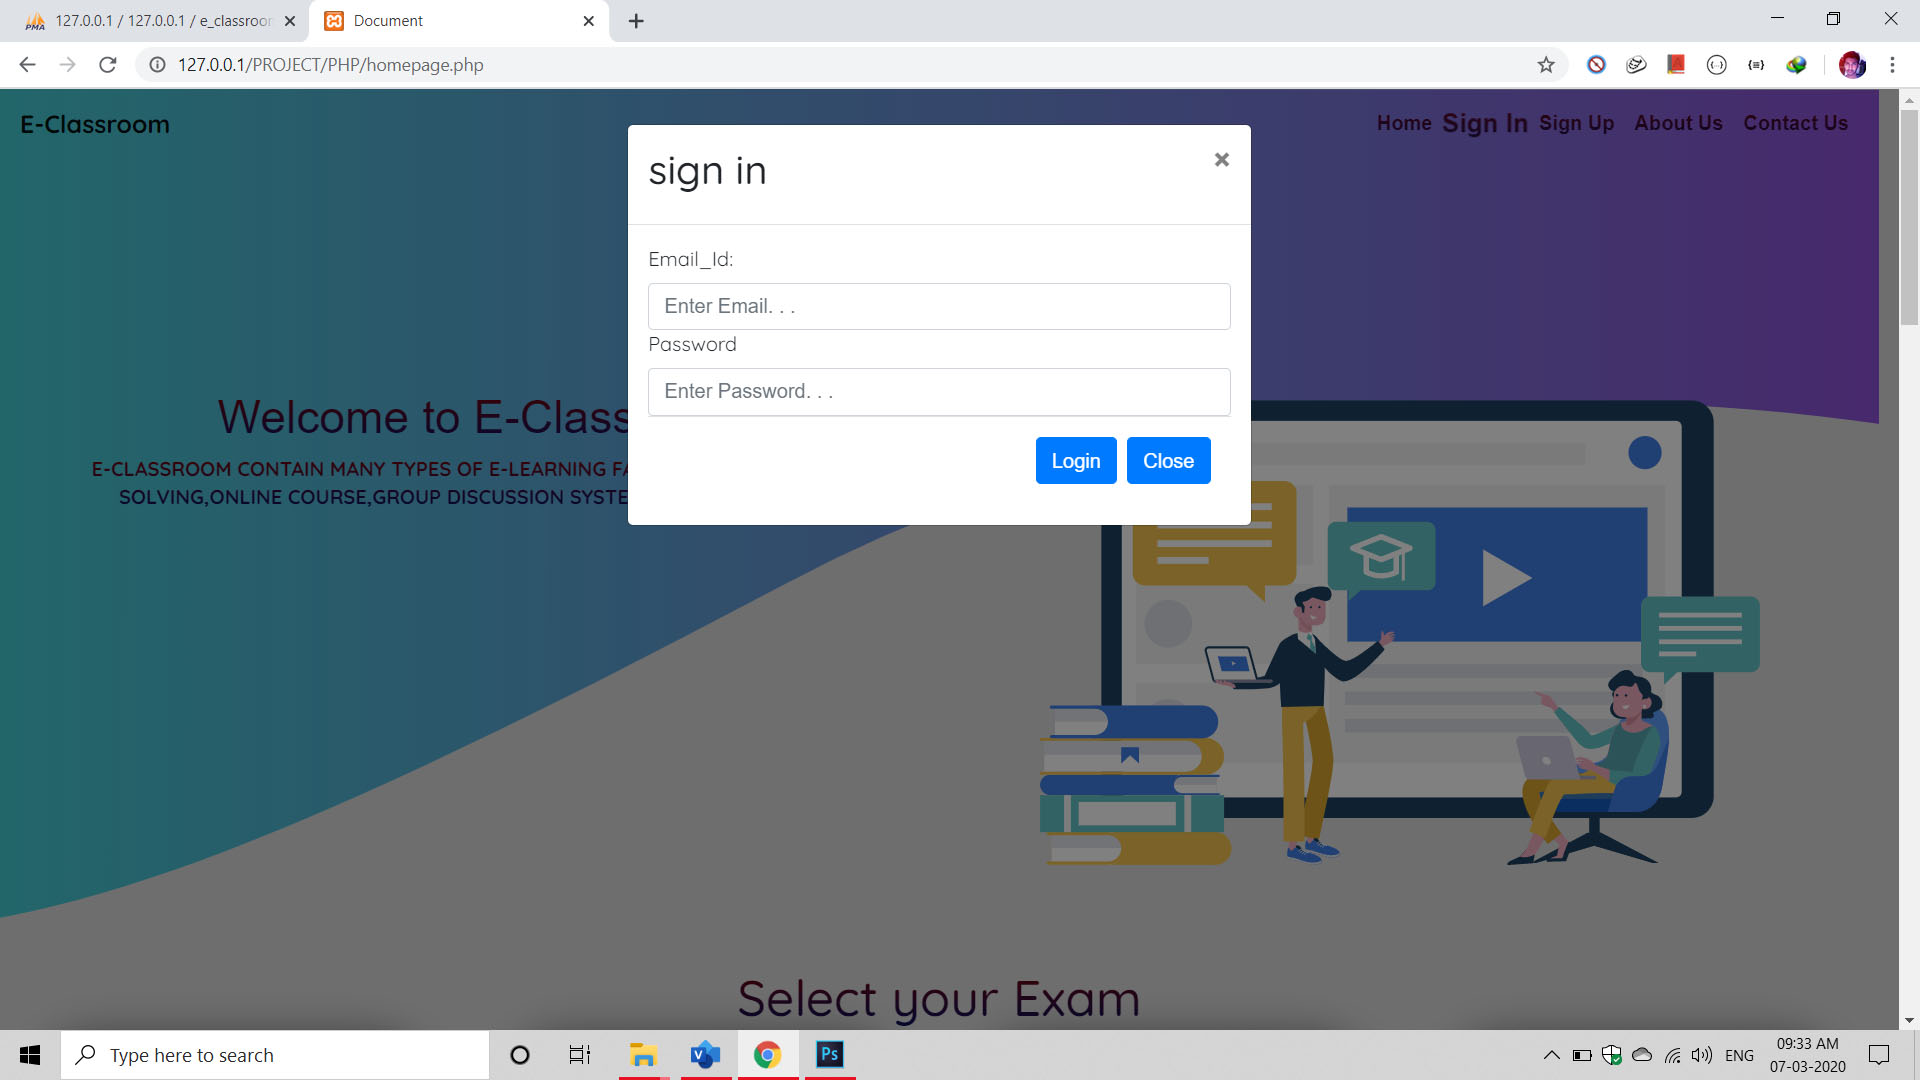 127.0.0.1 / 127.0.0.1 / e_classroom
Document
127.0.0.1/PROJECT/PHP/homepage.php
E-Classroom
Home Sign In Sign Up About Us Contact Us
sign in
×
Email_Id:
Enter Email. . .
Password
Enter Password. . .
Login Close
Welcome to E-Class
E-CLASSROOM CONTAIN MANY TYPES OF E-LEARNING FA
SOLVING,ONLINE COURSE,GROUP DISCUSSION SYSTE
Select your Exam
Type here to search
Ps
ENG
09:33 AM
07-03-2020